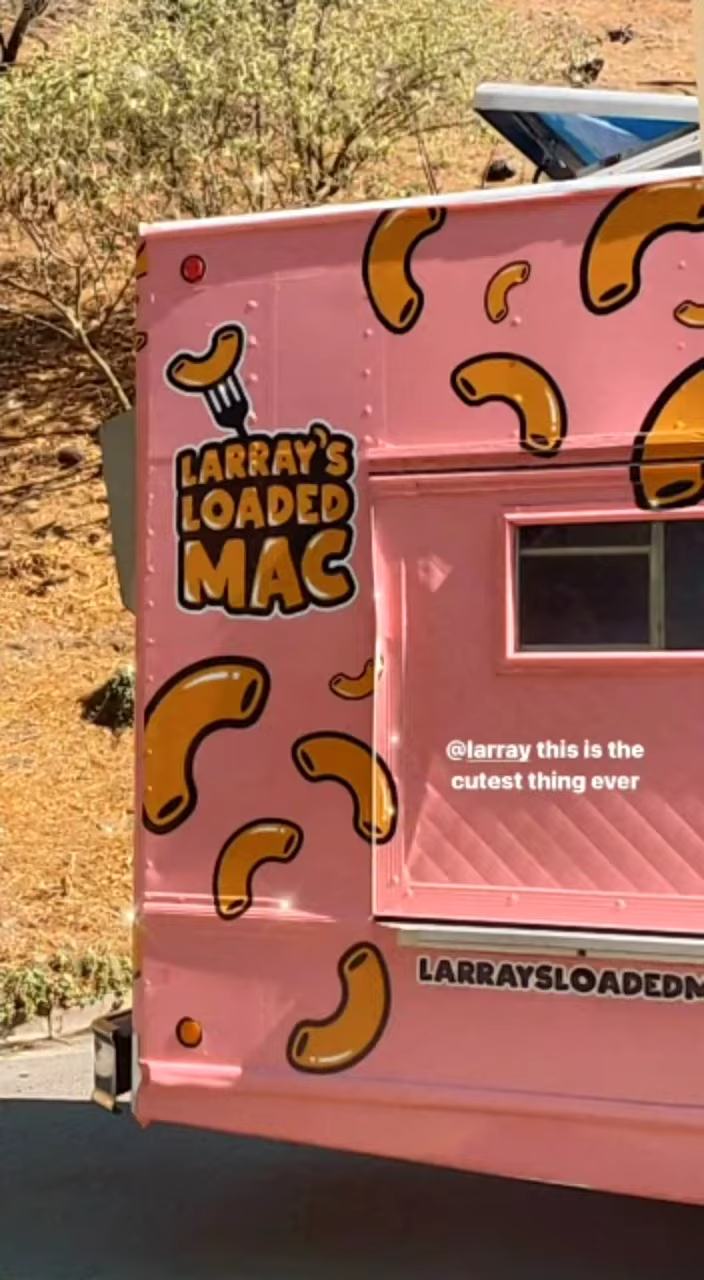 LARRAY'S
LOADED
MAC
@larray this is the
cutest thing ever
LARRAYSLOADEDM